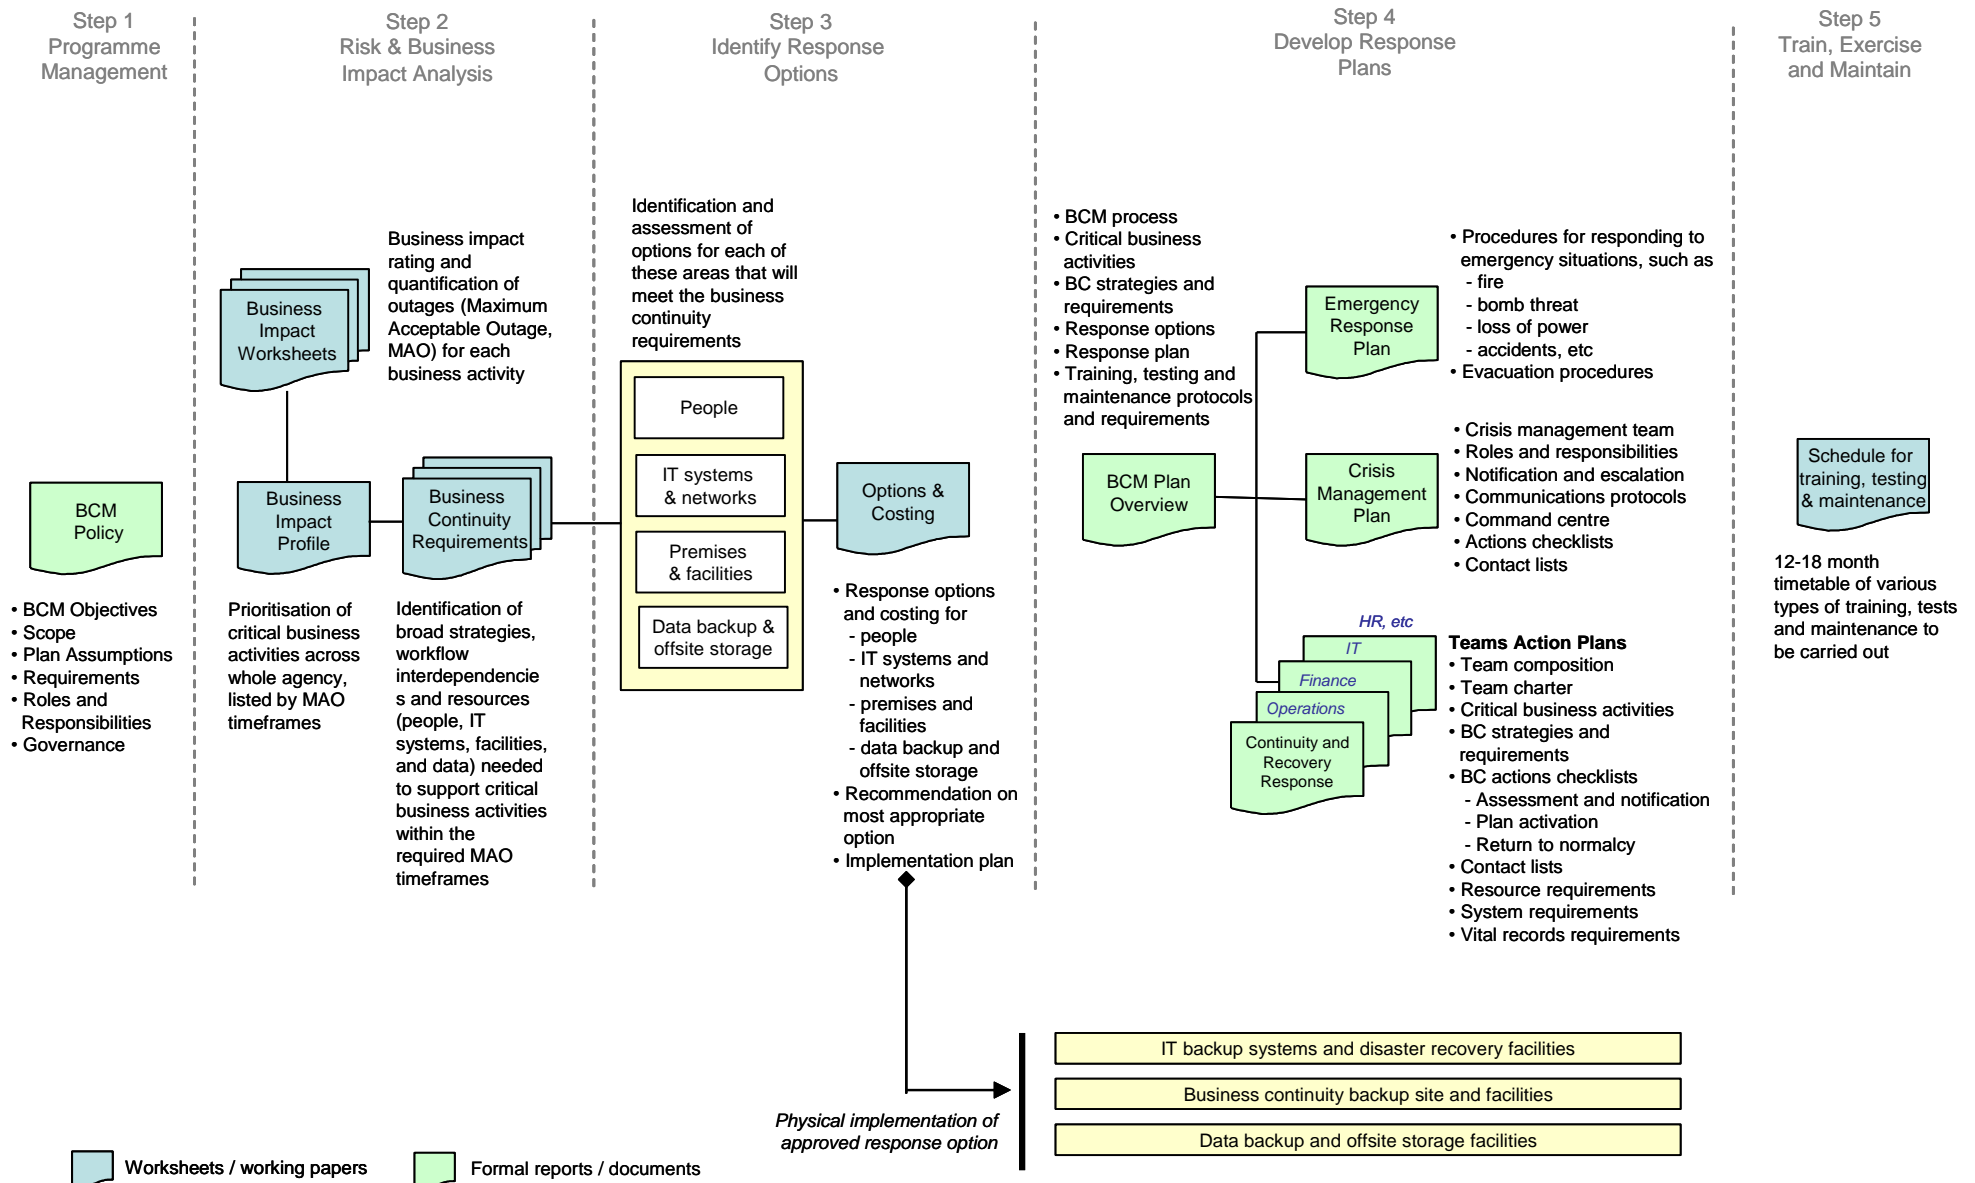 Step 1
Programme
Management
Step 2
Risk & Business
Impact Analysis
Step 3
Identify Response
Options
Step 4
Develop Response
Plans
Step 5
Train, Exercise
and Maintain
BCM
Policy
• BCM Objectives
• Scope
• Plan Assumptions
• Requirements
• Roles and
Responsibilities
• Governance
Business
Impact
Worksheets
Business impact
rating and
quantification of
outages (Maximum
Acceptable Outage,
MAO) for each
business activity
Business
Impact
Profile
Prioritisation of
critical business
activities across
whole agency,
listed by MAO
timeframes
Business
Continuity
Requirements
Identification of
broad strategies,
workflow
interdependencie
s and resources
(people, IT
systems, facilities,
and data) needed
to support critical
business activities
within the
required MAO
timeframes
Identification and
assessment of
options for each of
these areas that will
meet the business
continuity
requirements
People
IT systems
& networks
Premises
& facilities
Data backup &
offsite storage
Options &
Costing
• Response options
and costing for
- people
- IT systems and
networks
- premises and
facilities
- data backup and
offsite storage
• Recommendation on
most appropriate
option
• Implementation plan
• BCM process
• Critical business
activities
• BC strategies and
requirements
• Response options
• Response plan
• Training, testing and
maintenance protocols
and requirements
BCM Plan
Overview
Emergency
Response
Plan
• Procedures for responding to
emergency situations, such as
- fire
- bomb threat
- loss of power
- accidents, etc
• Evacuation procedures
Crisis
Management
Plan
• Crisis management team
• Roles and responsibilities
• Notification and escalation
• Communications protocols
• Command centre
• Actions checklists
• Contact lists
HR, etc
IT
Finance
Operations
Continuity and
Recovery
Response
Teams Action Plans
• Team composition
• Team charter
• Critical business activities
• BC strategies and
requirements
• BC actions checklists
- Assessment and notification
- Plan activation
- Return to normalcy
• Contact lists
• Resource requirements
• System requirements
• Vital records requirements
Schedule for
training, testing
& maintenance
12-18 month
timetable of various
types of training, tests
and maintenance to
be carried out
Physical implementation of
approved response option
IT backup systems and disaster recovery facilities
Business continuity backup site and facilities
Data backup and offsite storage facilities
Worksheets / working papers
Formal reports / documents